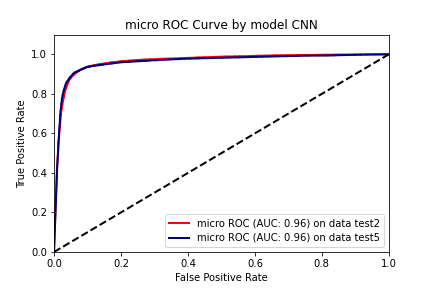 micro ROC Curve by model CNN
True Positive Rate
1.0
0.8
0.6
0.4
0.2
0.0
micro ROC (AUC: 0.96) on data test2
micro ROC (AUC: 0.96) on data test5
0.0 0.2 0.4 0.6 0.8 1.0
False Positive Rate